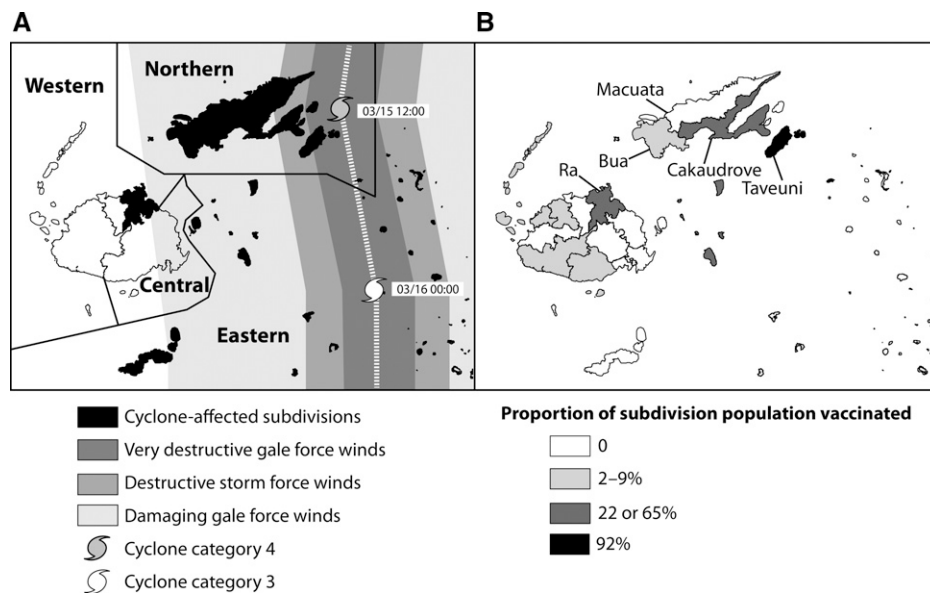 A
B
Western
Northern
03/15 12:00
Central
03/16 00:00
Eastern
Macuata
Bua
Cakaudrove
Ra
Taveuni
Cyclone-affected subdivisions
Very destructive gale force winds
Destructive storm force winds
Damaging gale force winds
Cyclone category 4
Cyclone category 3
Proportion of subdivision population vaccinated
0
2–9%
22 or 65%
92%